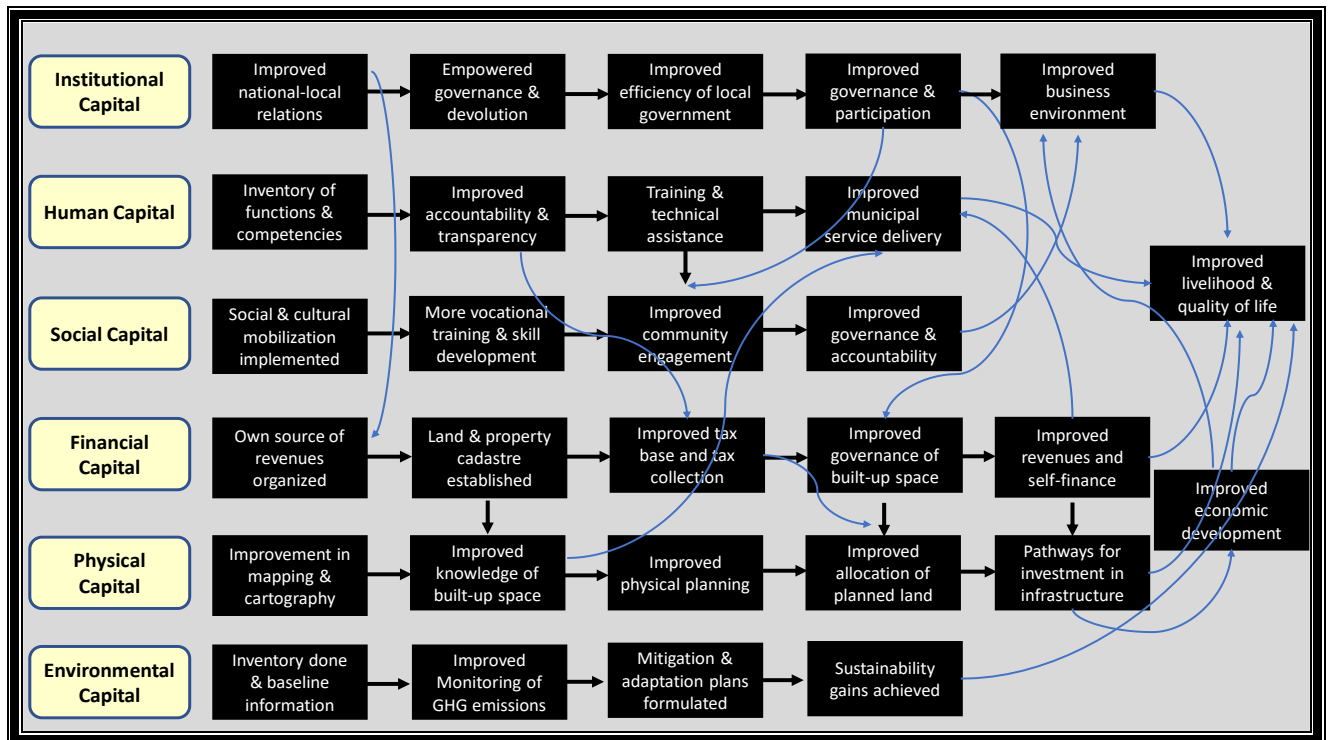 Institutional
Capital
Improved
national-local
relations
Empowered
governance &
devolution
Improved
efficiency of local
government
Improved
governance &
participation
Improved
business
environment
Human Capital
Inventory of
functions &
competencies
Improved
accountability &
transparency
Training &
technical
assistance
Improved
municipal
service delivery
Improved
livelihood &
quality of life
Social Capital
Social & cultural
mobilization
implemented
More vocational
training & skill
development
Improved
community
engagement
Improved
governance &
accountability
Financial
Capital
Own source of
revenues
organized
Land & property
cadastre
established
Improved tax
base and tax
collection
Improved
governance of
built-up space
Improved
revenues and
self-finance
Improved
economic
development
Physical
Capital
Improvement in
mapping &
cartography
Improved
knowledge of
built-up space
Improved
physical planning
Improved
allocation of
planned land
Pathways for
investment in
infrastructure
Environmental
Capital
Inventory done
& baseline
information
Improved
Monitoring of
GHG emissions
Mitigation &
adaptation plans
formulated
Sustainability
gains achieved